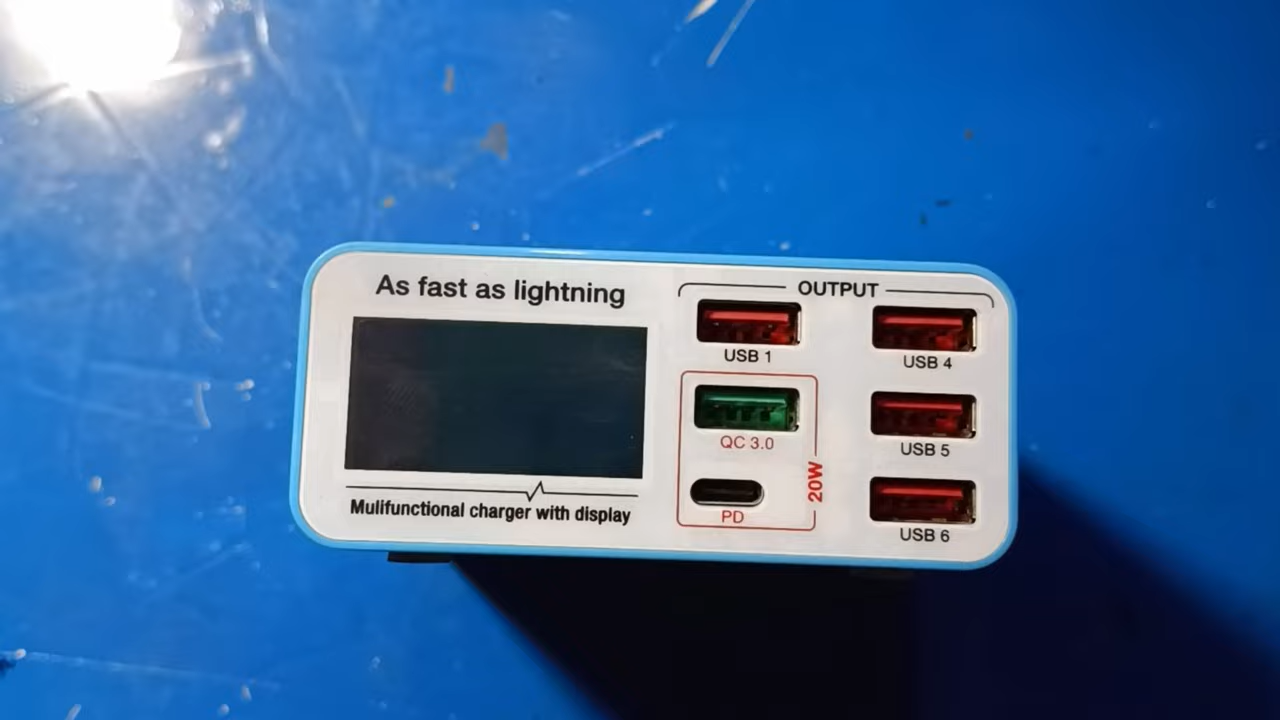 As fast as lightning
Mulifunctional charger with display
OUTPUT
USB 1
QC 3.0
PD
20W
USB 4
USB 5
USB 6